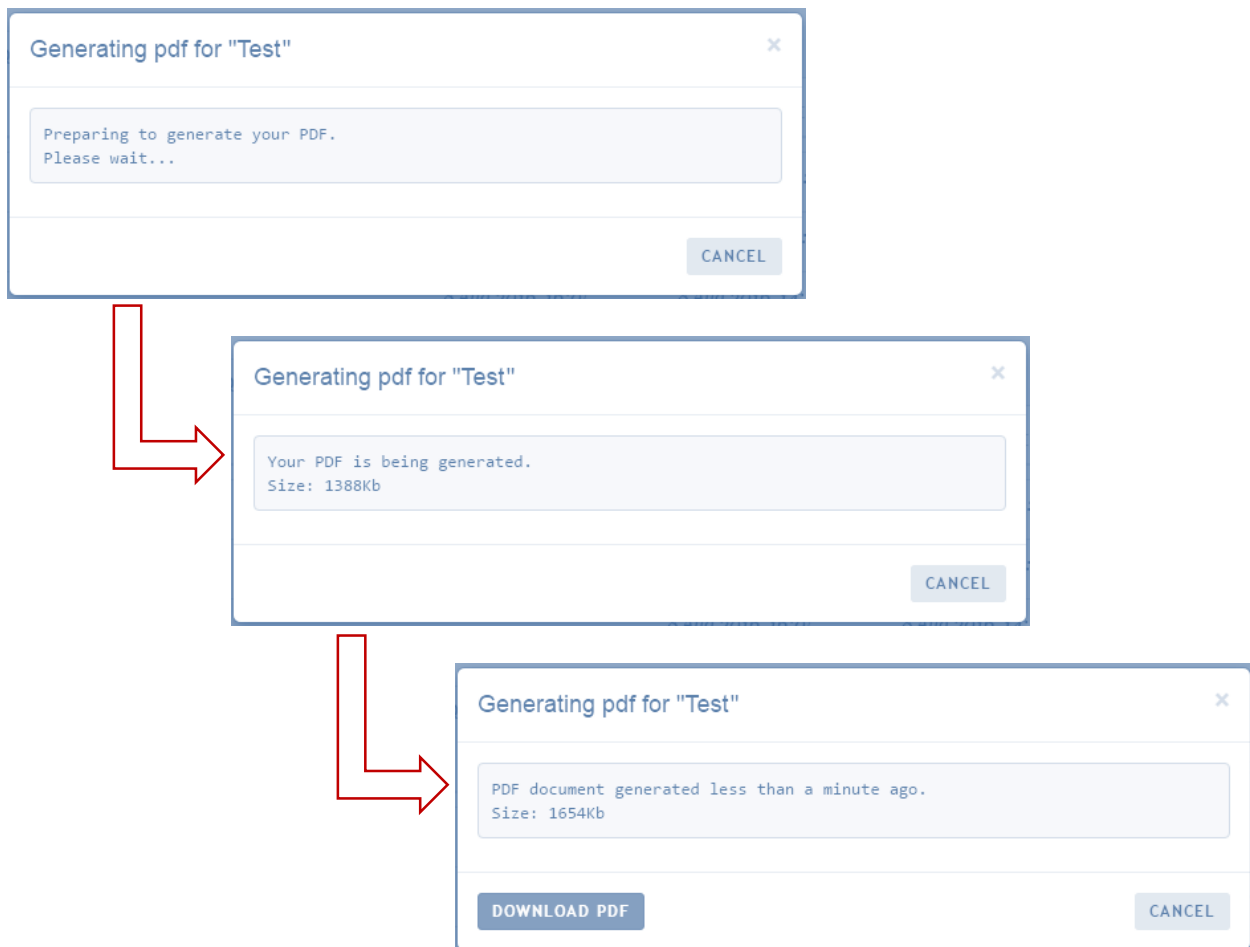 Generating pdf for "Test"
×
Preparing to generate your PDF.
Please wait...
CANCEL
Generating pdf for "Test"
×
Your PDF is being generated.
Size: 1388Kb
CANCEL
Generating pdf for "Test"
×
PDF document generated less than a minute ago.
Size: 1654Kb
DOWNLOAD PDF
CANCEL